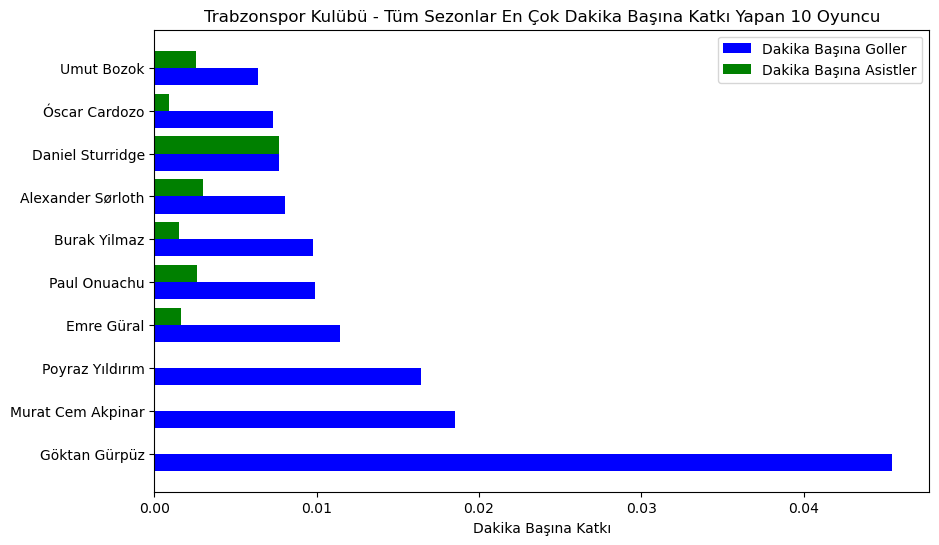 Trabzonspor Kulübü - Tüm Sezonlar En Çok Dakika Başına Katkı Yapan 10 Oyuncu
Dakika Başına Goller
Dakika Başına Asistler
Umut Bozok
Óscar Cardozo
Daniel Sturridge
Alexander Sørloth
Burak Yilmaz
Paul Onuachu
Emre Güral
Poyraz Yıldırım
Murat Cem Akpinar
Göktan Gürpüz
0.00 0.01 0.02 0.03 0.04
Dakika Başına Katkı